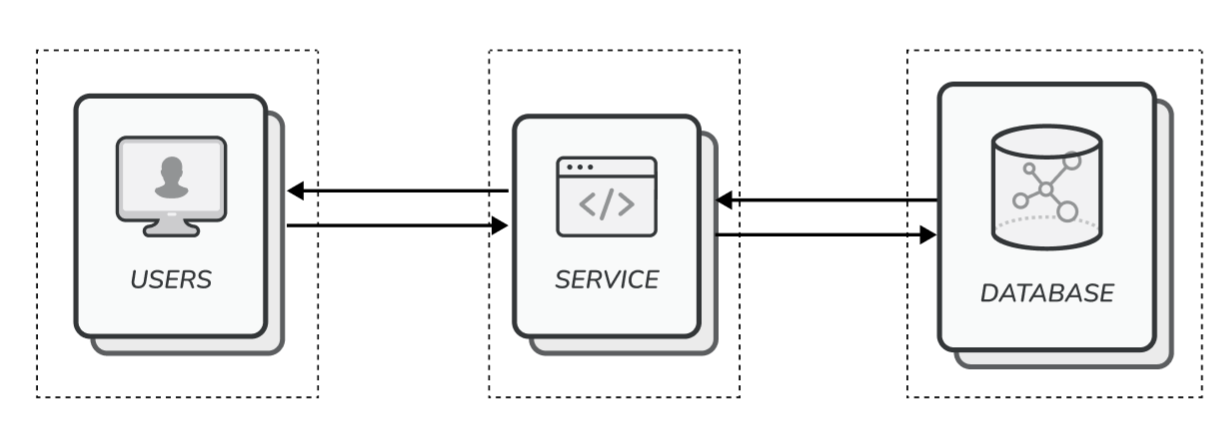 USERS
SERVICE
</>
DATABASE